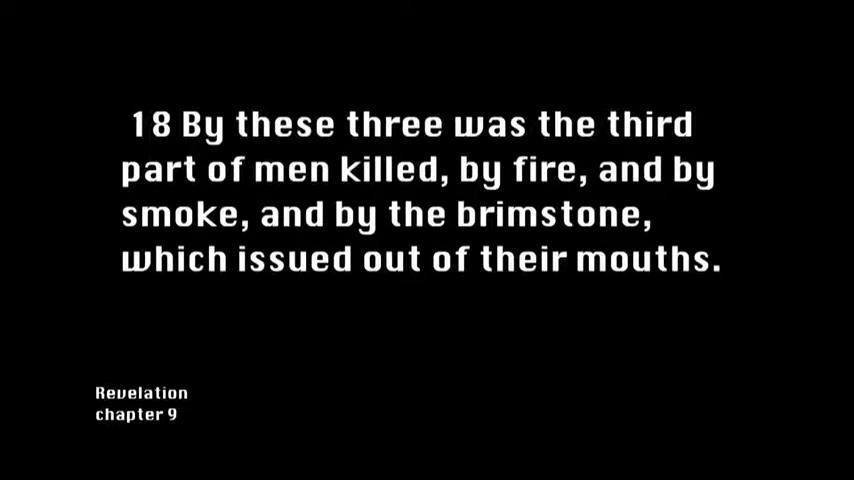 18 By these three was the third
part of men killed, by fire, and by
smoke, and by the brimstone,
which issued out of their mouths.
Revelation
chapter 9